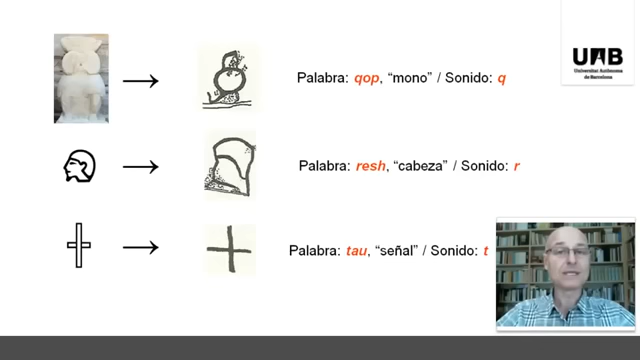 Palabra: qop, “mono” / Sonido: q
UAB
Universitat Autònoma
de Barcelona
Palabra: resh, “cabeza” / Sonido: r
Palabra: tau, “señal” / Sonido: t